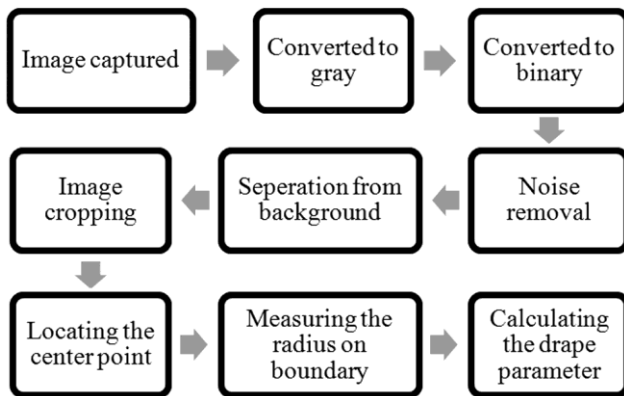 Image captured
Converted to
gray
Converted to
binary
Noise
removal
Seperation from
background
Image
cropping
Locating the
center point
Measuring the
radius on
boundary
Calculating
the drape
parameter